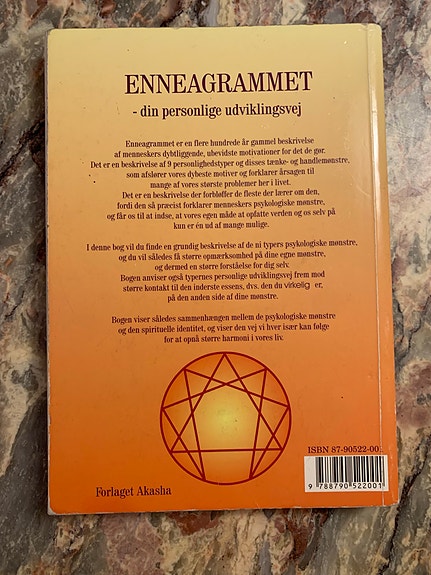 ENNEAGRAMMET
- din personlige udviklingsvej
Enneagrammet er en flere hundrede år gammel beskrivelse
af menneskers dybtliggende, ubevidste motivationer for det de gør.
Det er en beskrivelse af 9 personlighedstyper og disses tænke- og handlemønstre,
som afslører vores dybeste motiver og forklarer årsagen til
mange af vores største problemer her i livet.
Det er en beskrivelse der forbløffer de fleste der lærer om den,
fordi den så præcist forklarer menneskers psykologiske mønstre,
og får os til at indse, at vores egen måde at opfatte verden og os selv på
kun er én ud af mange mulige.
I denne bog vil du finde en grundig beskrivelse af de ni typers psykologiske mønstre,
og du vil således få større opmærksomhed på dine egne mønstre,
og dermed en større forståelse for dig selv.
Bogen anviser også typernes personlige udviklingsvej frem mod
større kontakt til den inderste essens, dvs. den du virkelig er,
på den anden side af dine mønstre.
Bogen viser således sammenhængen mellem de psykologiske mønstre
og den spirituelle identitet, og viser den vej vi hver især kan følge
for at opnå større harmoni i vores liv.
ISBN 87-90522-00
9 788790 522001
Forlaget Akasha